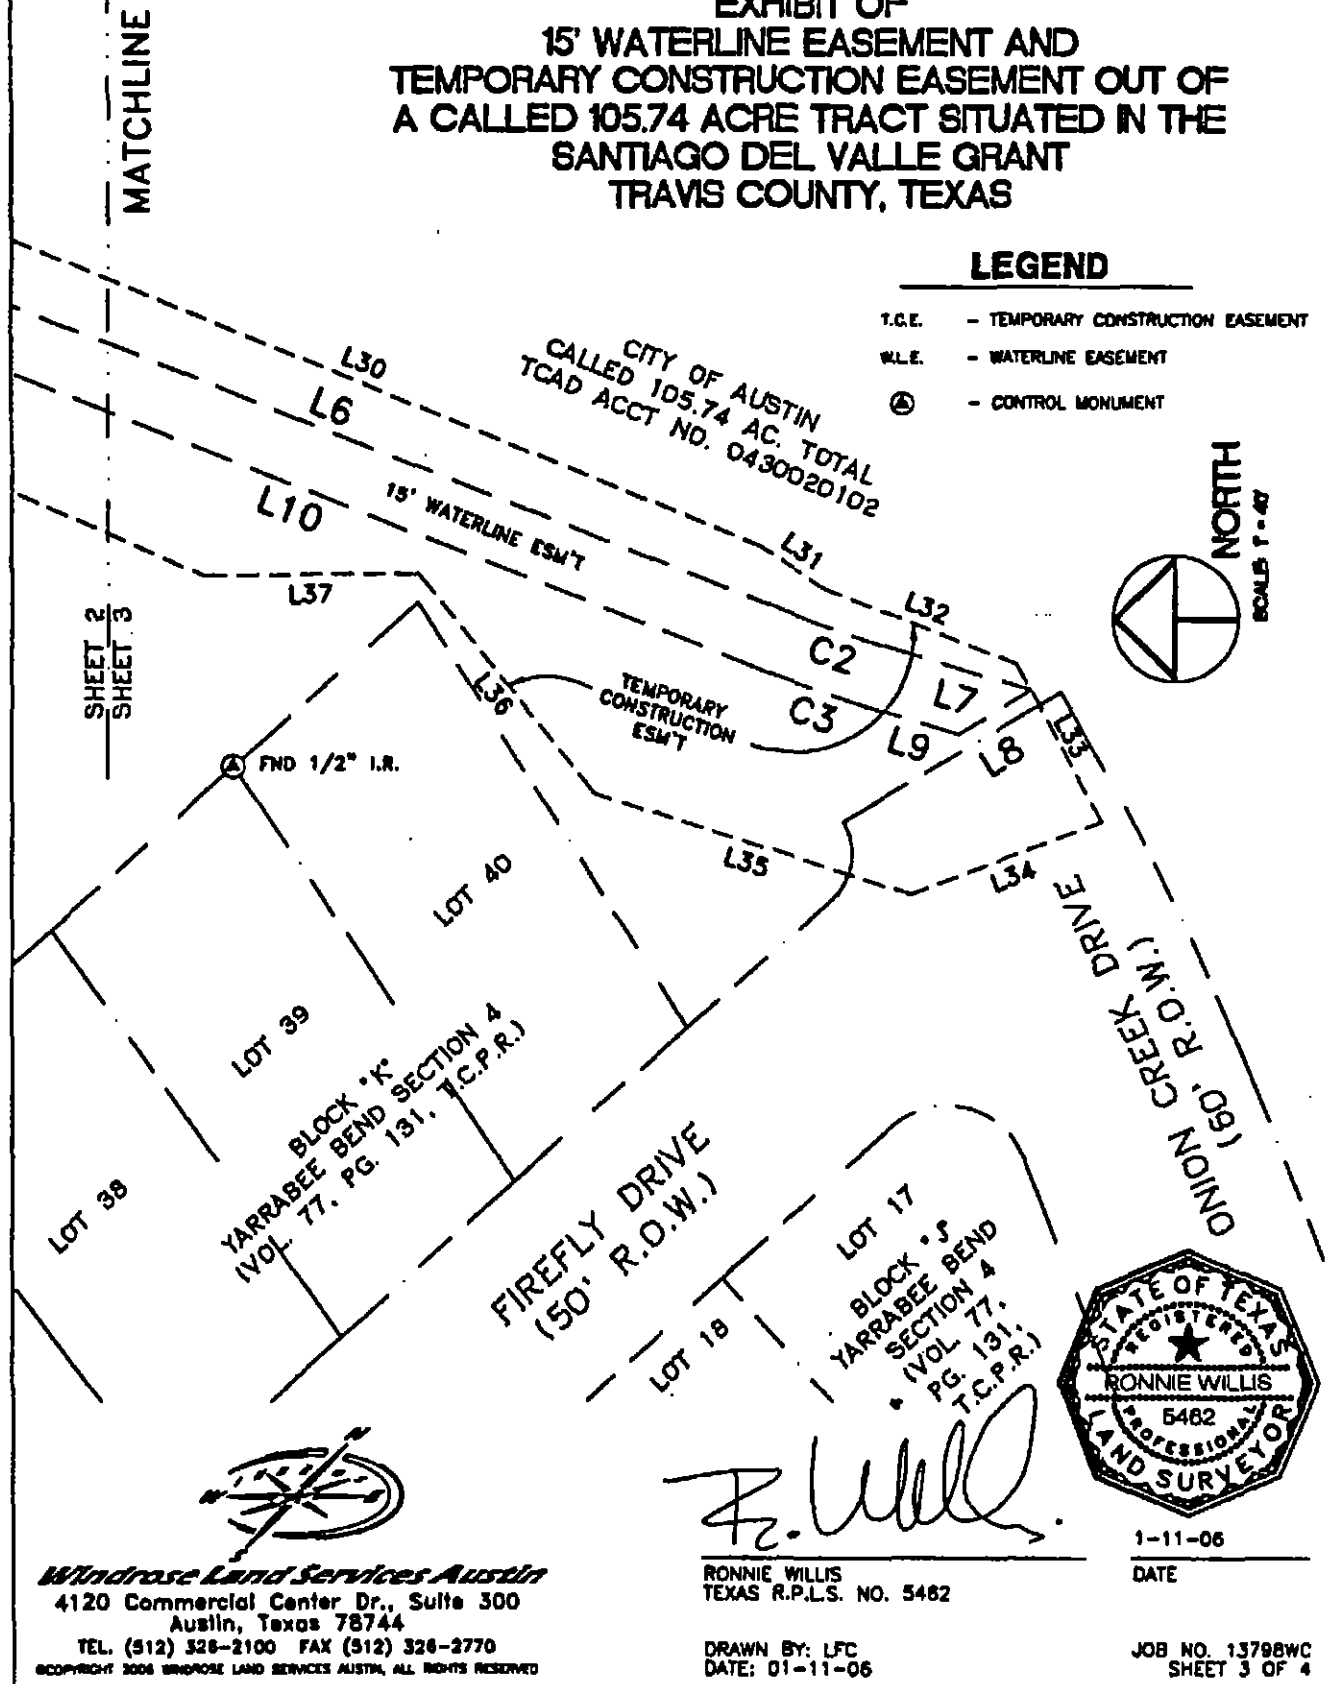 EXHIBIT OF
15' WATERLINE EASEMENT AND
TEMPORARY CONSTRUCTION EASEMENT OUT OF
A CALLED 105.74 ACRE TRACT SITUATED IN THE
SANTIAGO DEL VALLE GRANT
TRAVIS COUNTY, TEXAS
MATCHLINE
LEGEND
T.C.E. - TEMPORARY CONSTRUCTION EASEMENT
W.L.E. - WATERLINE EASEMENT
- CONTROL MONUMENT
NORTH
SCALE: 1" = 40'
CITY OF AUSTIN
CALLED 105.74 AC. TOTAL
TCAD ACCT NO. 0430020102
L30
L6
L10
15' WATERLINE ESM'T
L31
L32
L37
C2
L7
C3
L9
L8
L33
L36
TEMPORARY
CONSTRUCTION
ESM'T
L35
L34
SHEET 2
SHEET 3
FND 1/2" I.R.
LOT 40
LOT 39
LOT 38
BLOCK "K"
YARRABEE BEND SECTION 4
(VOL. 77, PG. 131, T.C.P.R.)
FIREFLY DRIVE
(50' R.O.W.)
ONION CREEK DRIVE
(60' R.O.W.)
LOT 17
LOT 18
BLOCK "J"
YARRABEE BEND
SECTION 4
(VOL. 77,
PG. 131,
T.C.P.R.)
STATE OF TEXAS
REGISTERED
RONNIE WILLIS
5462
PROFESSIONAL
LAND SURVEYOR
R. Willis
1-11-06
DATE
RONNIE WILLIS
TEXAS R.P.L.S. NO. 5462
DRAWN BY: LFC
DATE: 01-11-06
JOB NO. 13798WC
SHEET 3 OF 4
N
W
E
S
Windrose Land Services Austin
4120 Commercial Center Dr., Suite 300
Austin, Texas 78744
TEL. (512) 326-2100 FAX (512) 326-2770
©COPYRIGHT 2006 WINDROSE LAND SERVICES AUSTIN, ALL RIGHTS RESERVED